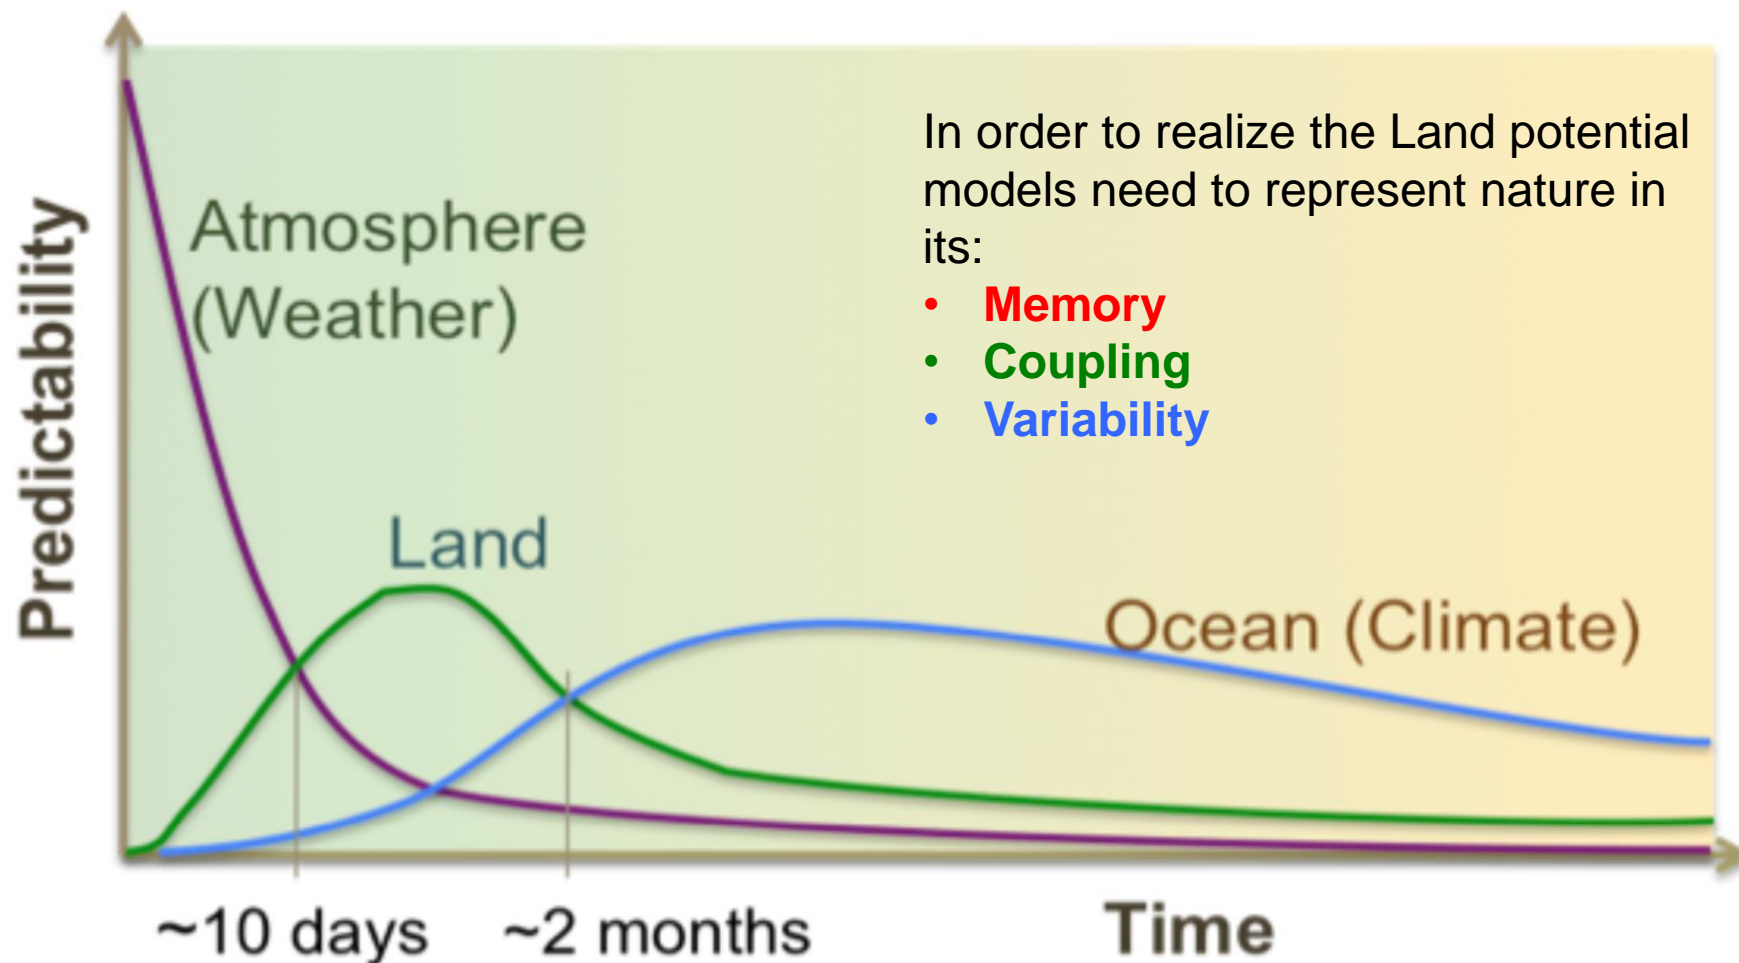 Predictability
Atmosphere
(Weather)
In order to realize the Land potential
models need to represent nature in
its:
• Memory
• Coupling
• Variability
Land
Ocean (Climate)
~10 days
~2 months
Time